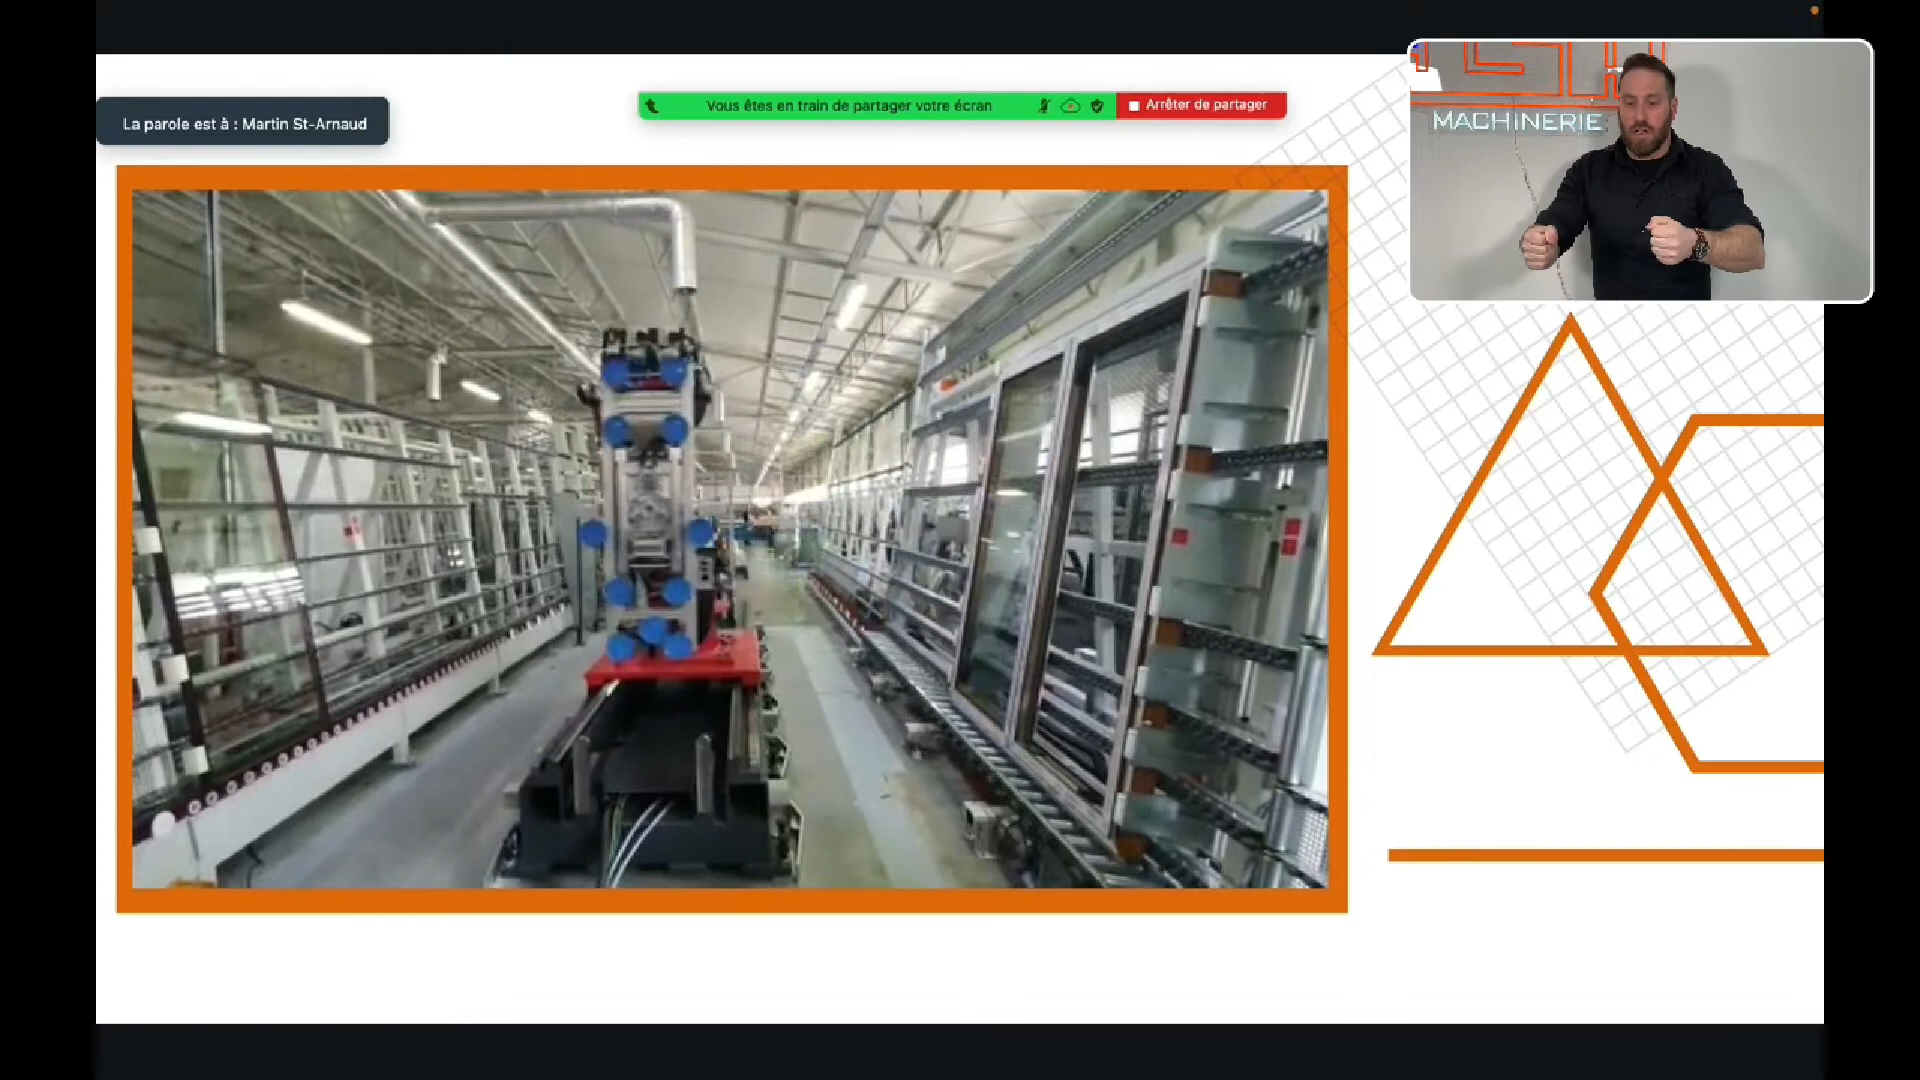 La parole est à : Martin St-Arnaud
Vous êtes en train de partager votre écran
Arrêter de partager
MACHINERIE